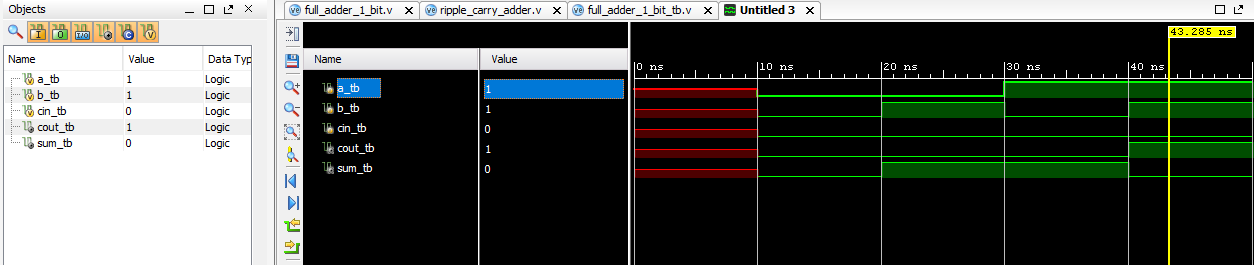 Objects
Name Value Data Typ
a_tb 1 Logic
b_tb 1 Logic
cin_tb 0 Logic
cout_tb 1 Logic
sum_tb 0 Logic
full_adder_1_bit.v ripple_carry_adder.v full_adder_1_bit_tb.v Untitled 3
43.285 ns
Name Value
0 ns 10 ns 20 ns 30 ns 40 ns
a_tb 1
b_tb 1
cin_tb 0
cout_tb 1
sum_tb 0